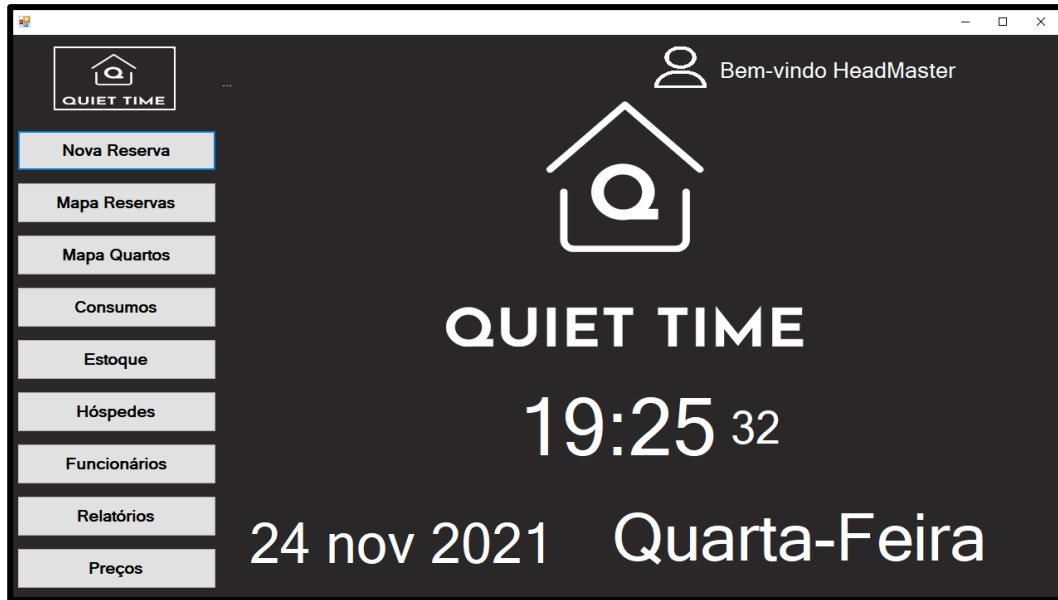 QUIET TIME
...
Bem-vindo HeadMaster
Nova Reserva
Mapa Reservas
Mapa Quartos
Consumos
Estoque
Hóspedes
Funcionários
Relatórios
Preços
Q
QUIET TIME
19:25 32
24 nov 2021 Quarta-Feira